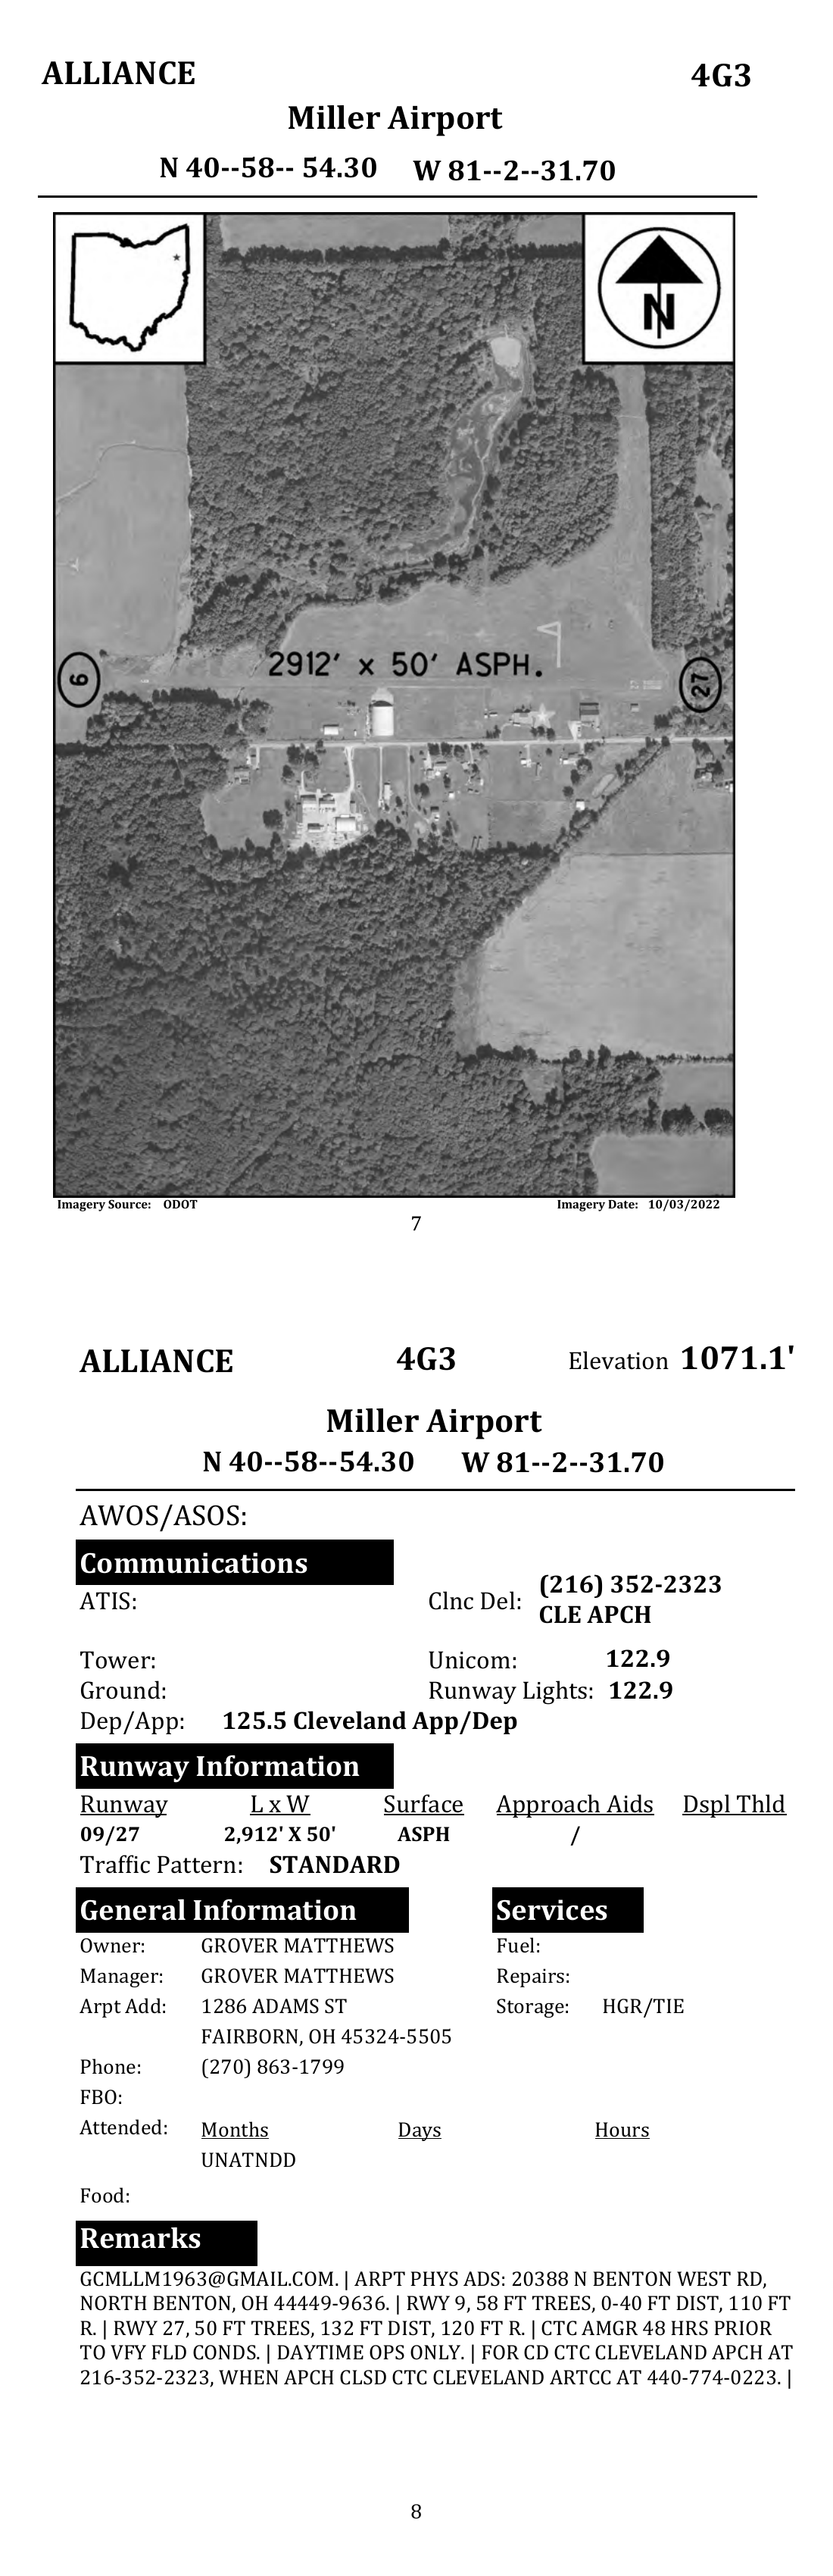 ALLIANCE 4G3
Miller Airport
N 40--58-- 54.30 W 81--2--31.70
N
2912' x 50' ASPH.
9
27
Imagery Source: ODOT Imagery Date: 10/03/2022
7
ALLIANCE 4G3 Elevation 1071.1'
Miller Airport
N 40--58--54.30 W 81--2--31.70
AWOS/ASOS:
Communications
ATIS: Clnc Del: (216) 352-2323
CLE APCH
Tower: Unicom: 122.9
Ground: Runway Lights: 122.9
Dep/App: 125.5 Cleveland App/Dep
Runway Information
Runway L x W Surface Approach Aids Dspl Thld
09/27 2,912' X 50' ASPH /
Traffic Pattern: STANDARD
General Information Services
Owner: GROVER MATTHEWS Fuel:
Manager: GROVER MATTHEWS Repairs:
Arpt Add: 1286 ADAMS ST Storage: HGR/TIE
FAIRBORN, OH 45324-5505
Phone: (270) 863-1799
FBO:
Attended: Months Days Hours
UNATNDD
Food:
Remarks
GCMLLM1963@GMAIL.COM. | ARPT PHYS ADS: 20388 N BENTON WEST RD,
NORTH BENTON, OH 44449-9636. | RWY 9, 58 FT TREES, 0-40 FT DIST, 110 FT
R. | RWY 27, 50 FT TREES, 132 FT DIST, 120 FT R. | CTC AMGR 48 HRS PRIOR
TO VFY FLD CONDS. | DAYTIME OPS ONLY. | FOR CD CTC CLEVELAND APCH AT
216-352-2323, WHEN APCH CLSD CTC CLEVELAND ARTCC AT 440-774-0223. |
8